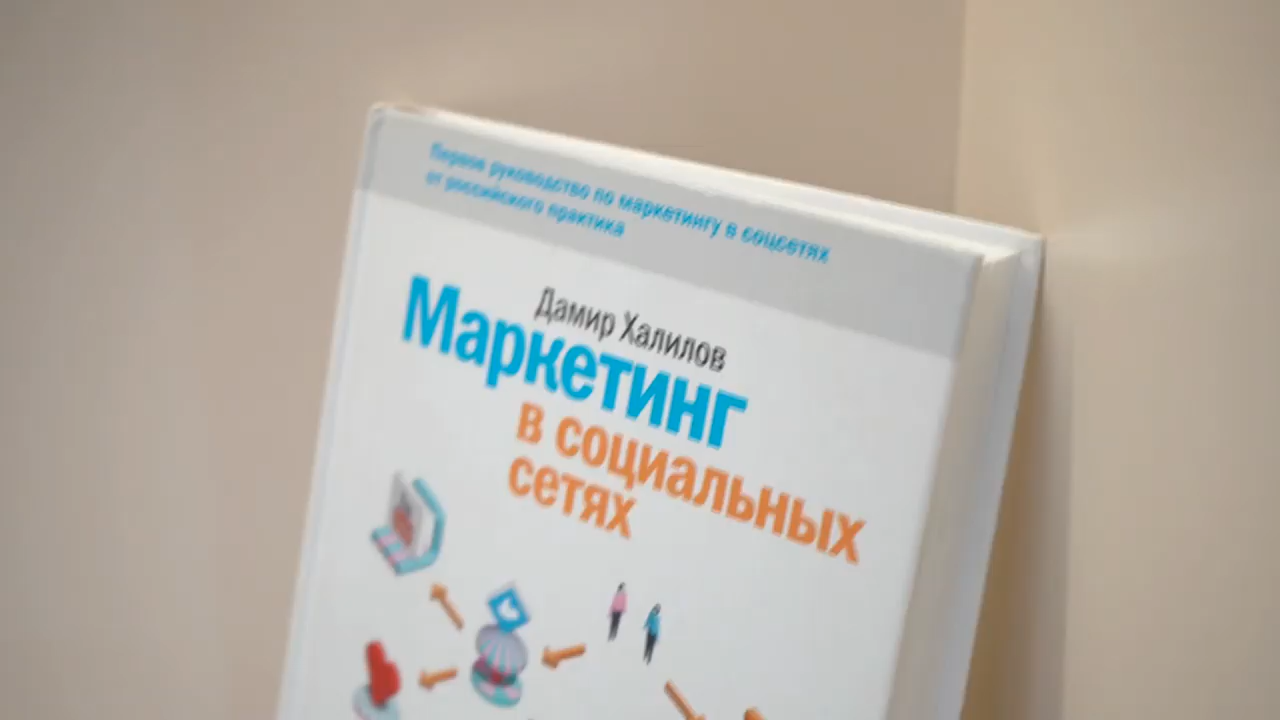 Первое руководство по маркетингу в соцсетях
от российского практика
Дамир Халилов
Маркетинг
в социальных
сетях